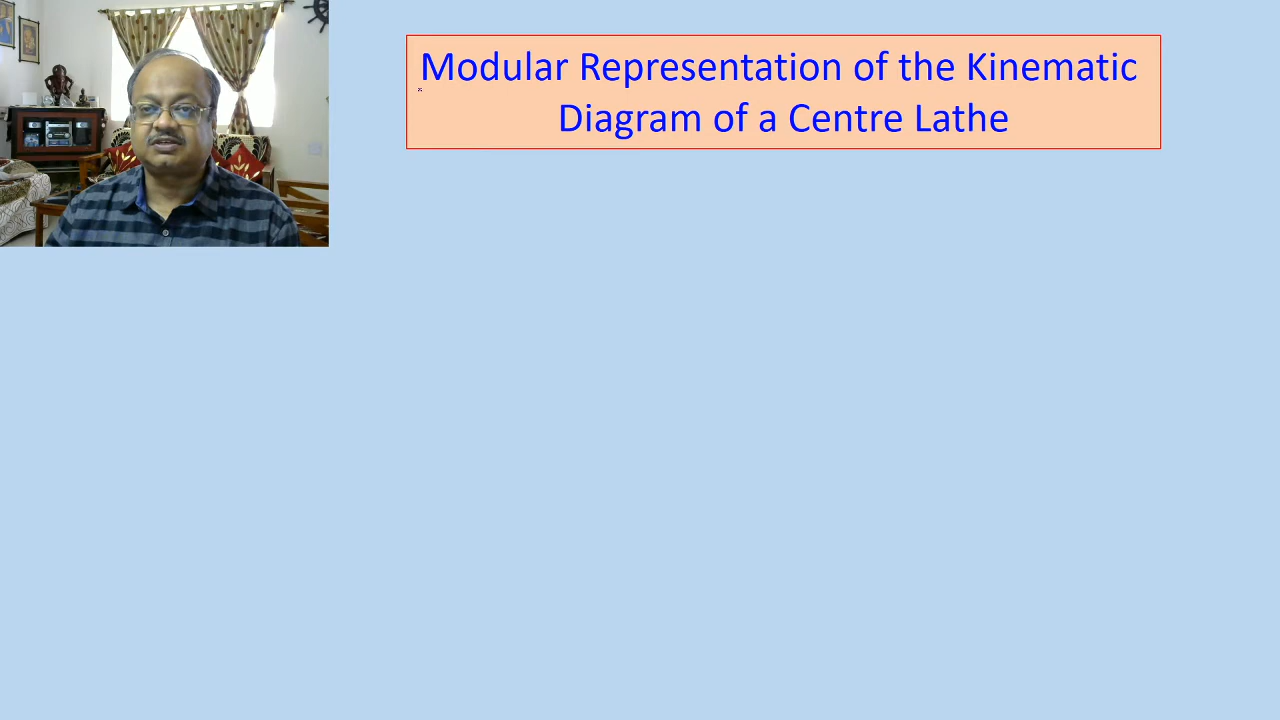 Modular Representation of the Kinematic
Diagram of a Centre Lathe